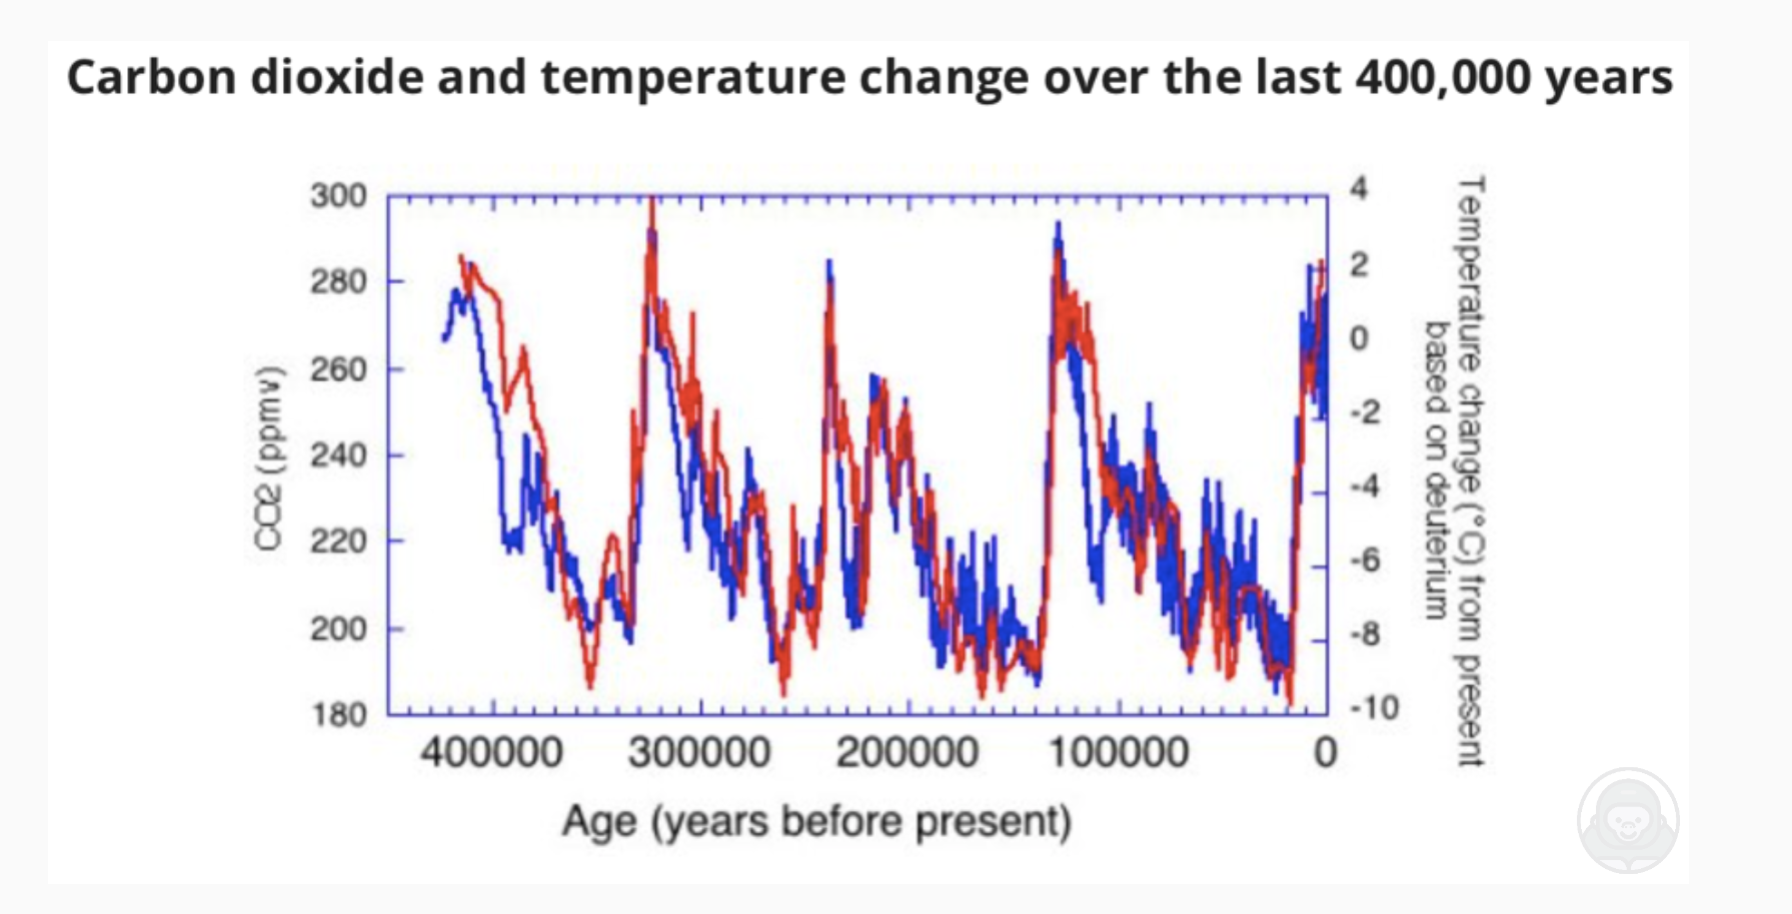 Carbon dioxide and temperature change over the last 400,000 years
300
280
260
240
220
200
180
CO2 (ppmv)
4
2
0
-2
-4
-6
-8
-10
Temperature change (°C) from present
based on deuterium
400000 300000 200000 100000 0
Age (years before present)